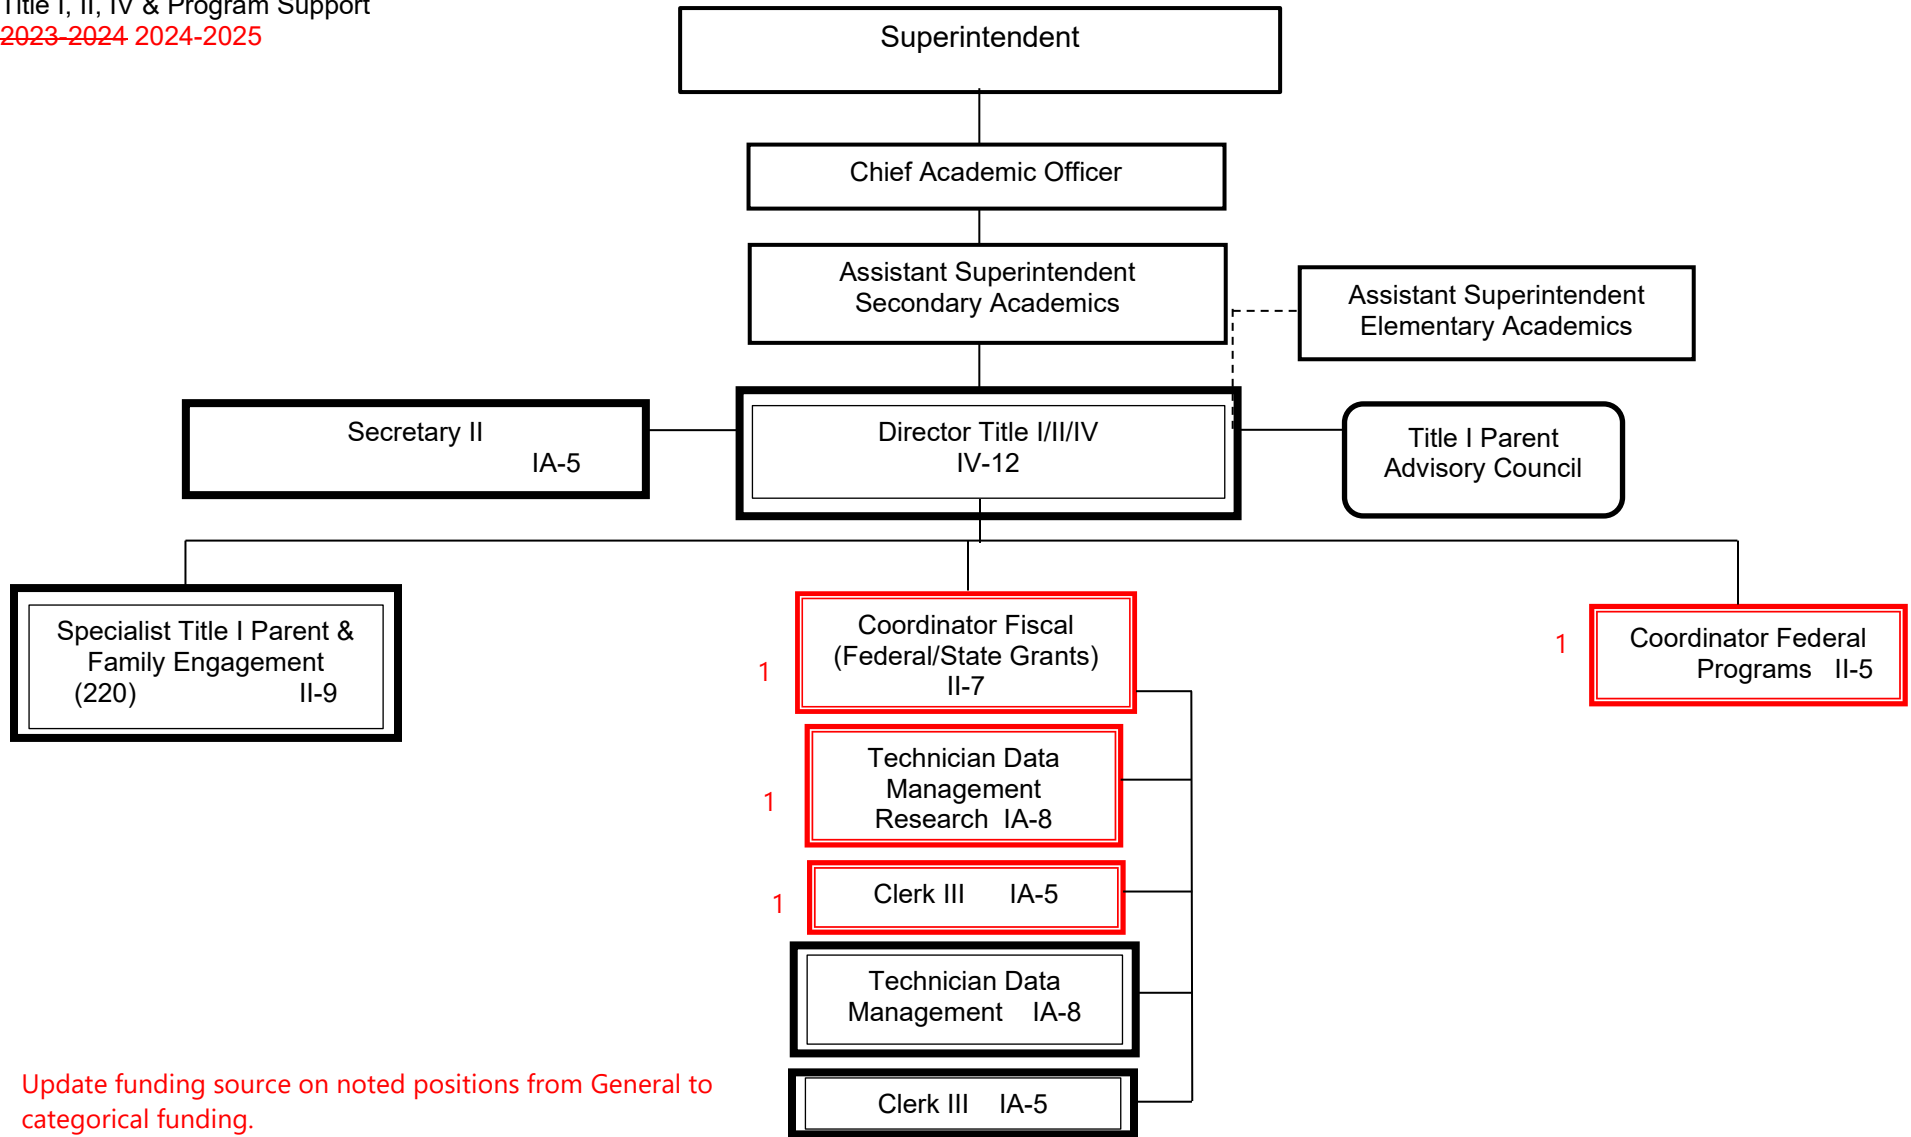 Title I, II, IV & Program Support
2023-2024 2024-2025
Superintendent
Chief Academic Officer
Assistant Superintendent
Secondary Academics
Assistant Superintendent
Elementary Academics
Secretary II
IA-5
Director Title I/II/IV
IV-12
Title I Parent
Advisory Council
Specialist Title I Parent &
Family Engagement
(220) II-9
1
Coordinator Fiscal
(Federal/State Grants)
II-7
1
Coordinator Federal
Programs II-5
1
Technician Data
Management
Research IA-8
1
Clerk III IA-5
Technician Data
Management IA-8
Clerk III IA-5
Update funding source on noted positions from General to
categorical funding.